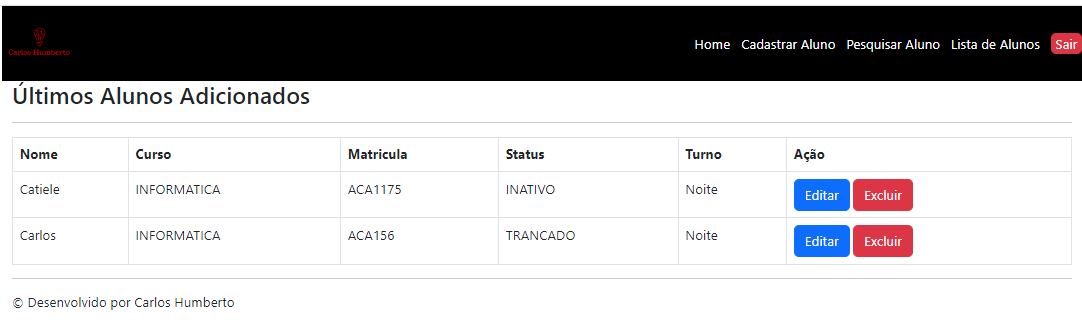 Carlos Humberto
Home Cadastrar Aluno Pesquisar Aluno Lista de Alunos Sair
Últimos Alunos Adicionados
Nome Curso Matricula Status Turno Ação
Catiele INFORMATICA ACA1175 INATIVO Noite Editar Excluir
Carlos INFORMATICA ACA156 TRANCADO Noite Editar Excluir
© Desenvolvido por Carlos Humberto